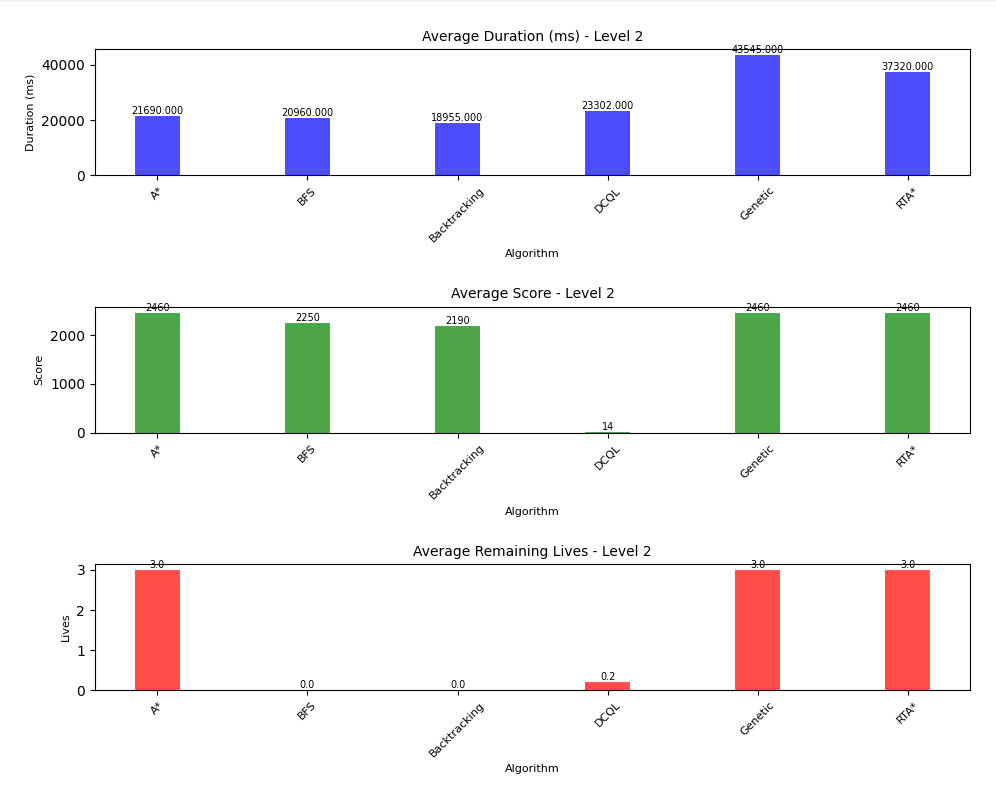 Average Duration (ms) - Level 2
Duration (ms)
40000
20000
0
21690.000
20960.000
18955.000
23302.000
43545.000
37320.000
A*
BFS
Backtracking
DCQL
Genetic
RTA*
Algorithm
Average Score - Level 2
Score
2000
1000
0
2460
2250
2190
14
2460
2460
A*
BFS
Backtracking
DCQL
Genetic
RTA*
Algorithm
Average Remaining Lives - Level 2
Lives
3
2
1
0
3.0
0.0
0.0
0.2
3.0
3.0
A*
BFS
Backtracking
DCQL
Genetic
RTA*
Algorithm